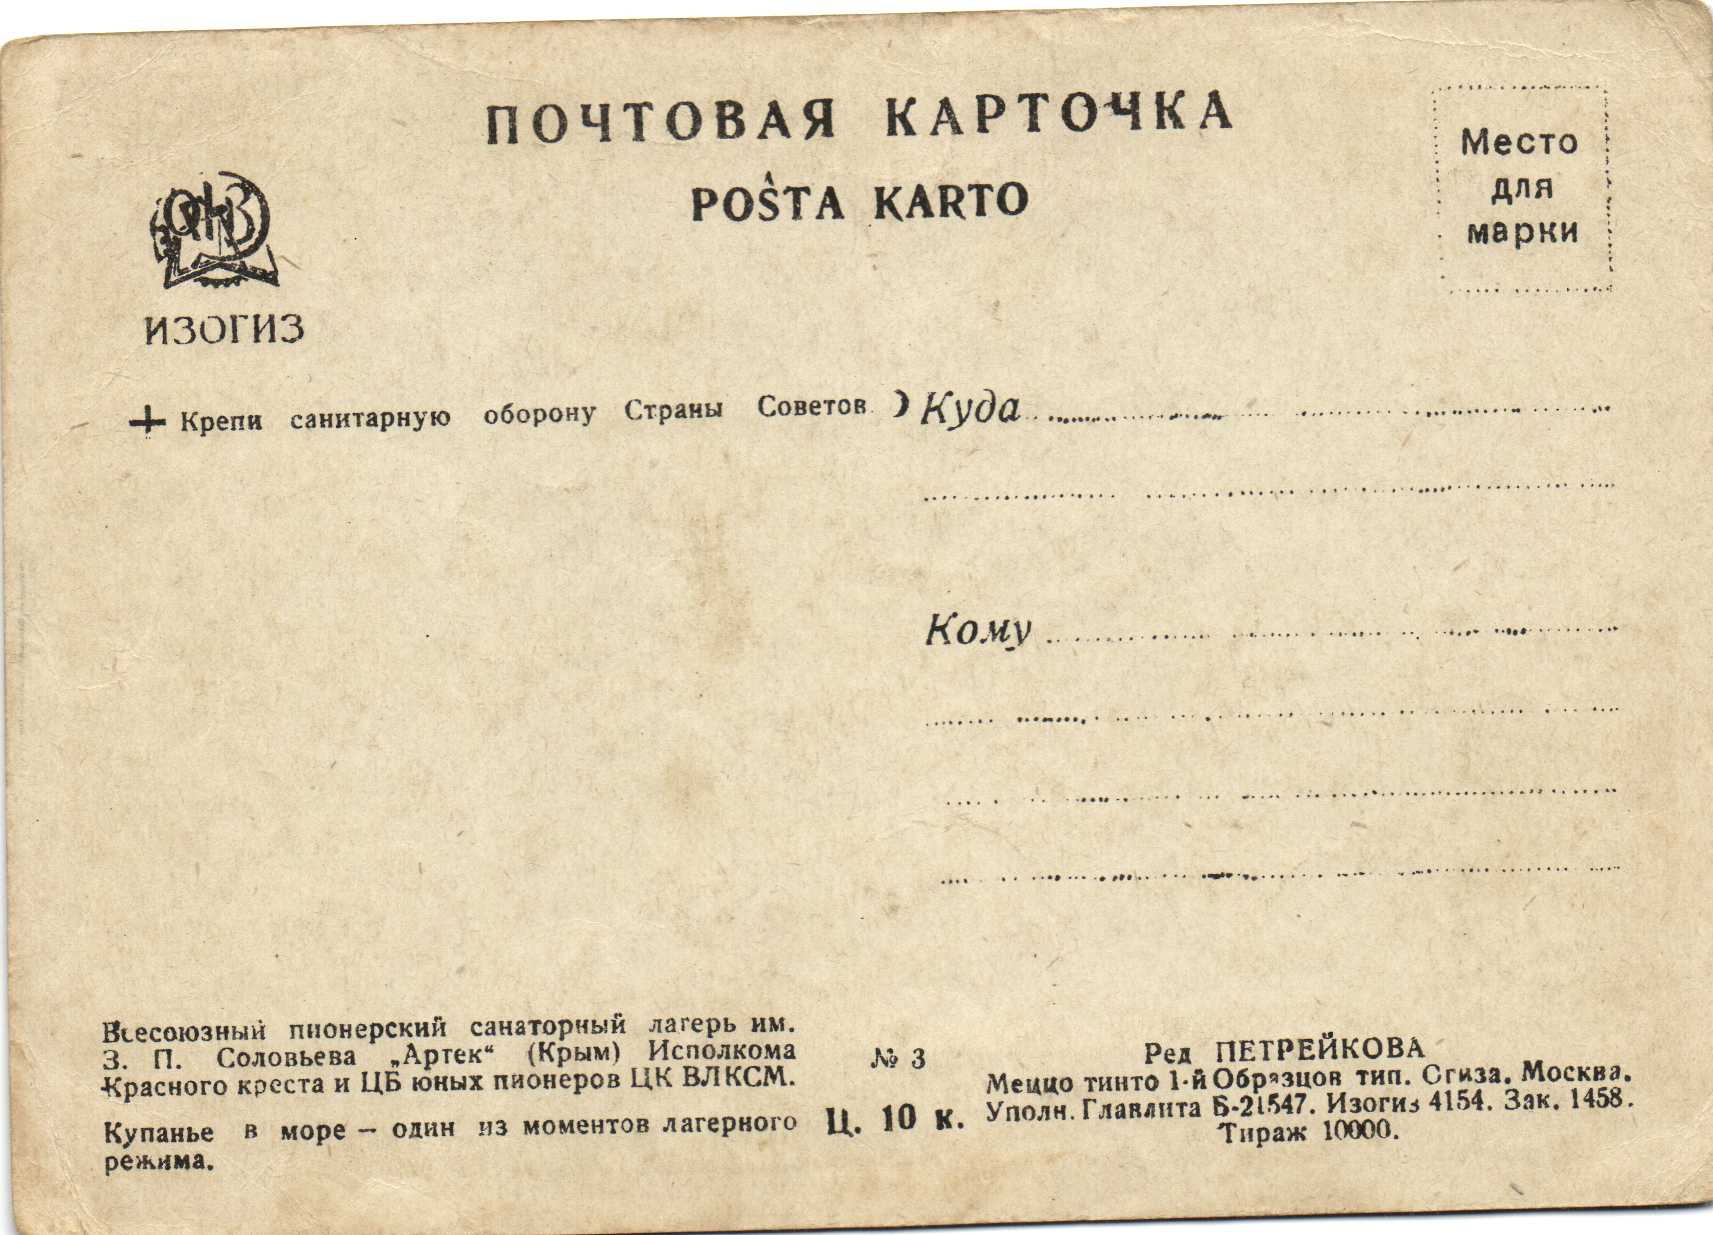 ПОЧТОВАЯ КАРТОЧКА
POŜTA KARTO
Место
для
марки
ИЗОГИЗ
Крепи санитарную оборону Страны Советов
Куда
Кому
Всесоюзный пионерский санаторный лагерь им.
З. П. Соловьева „Артек“ (Крым) Исполкома
Красного креста и ЦБ юных пионеров ЦК ВЛКСМ.
Купанье в море — один из моментов лагерного
режима.
№ 3
Ц. 10 к.
Ред ПЕТРЕЙКОВА
Меццо тинто 1-й Образцов тип. Огиза. Москва.
Уполн. Главлита Б-21547. Изогиз 4154. Зак. 1458.
Тираж 10000.